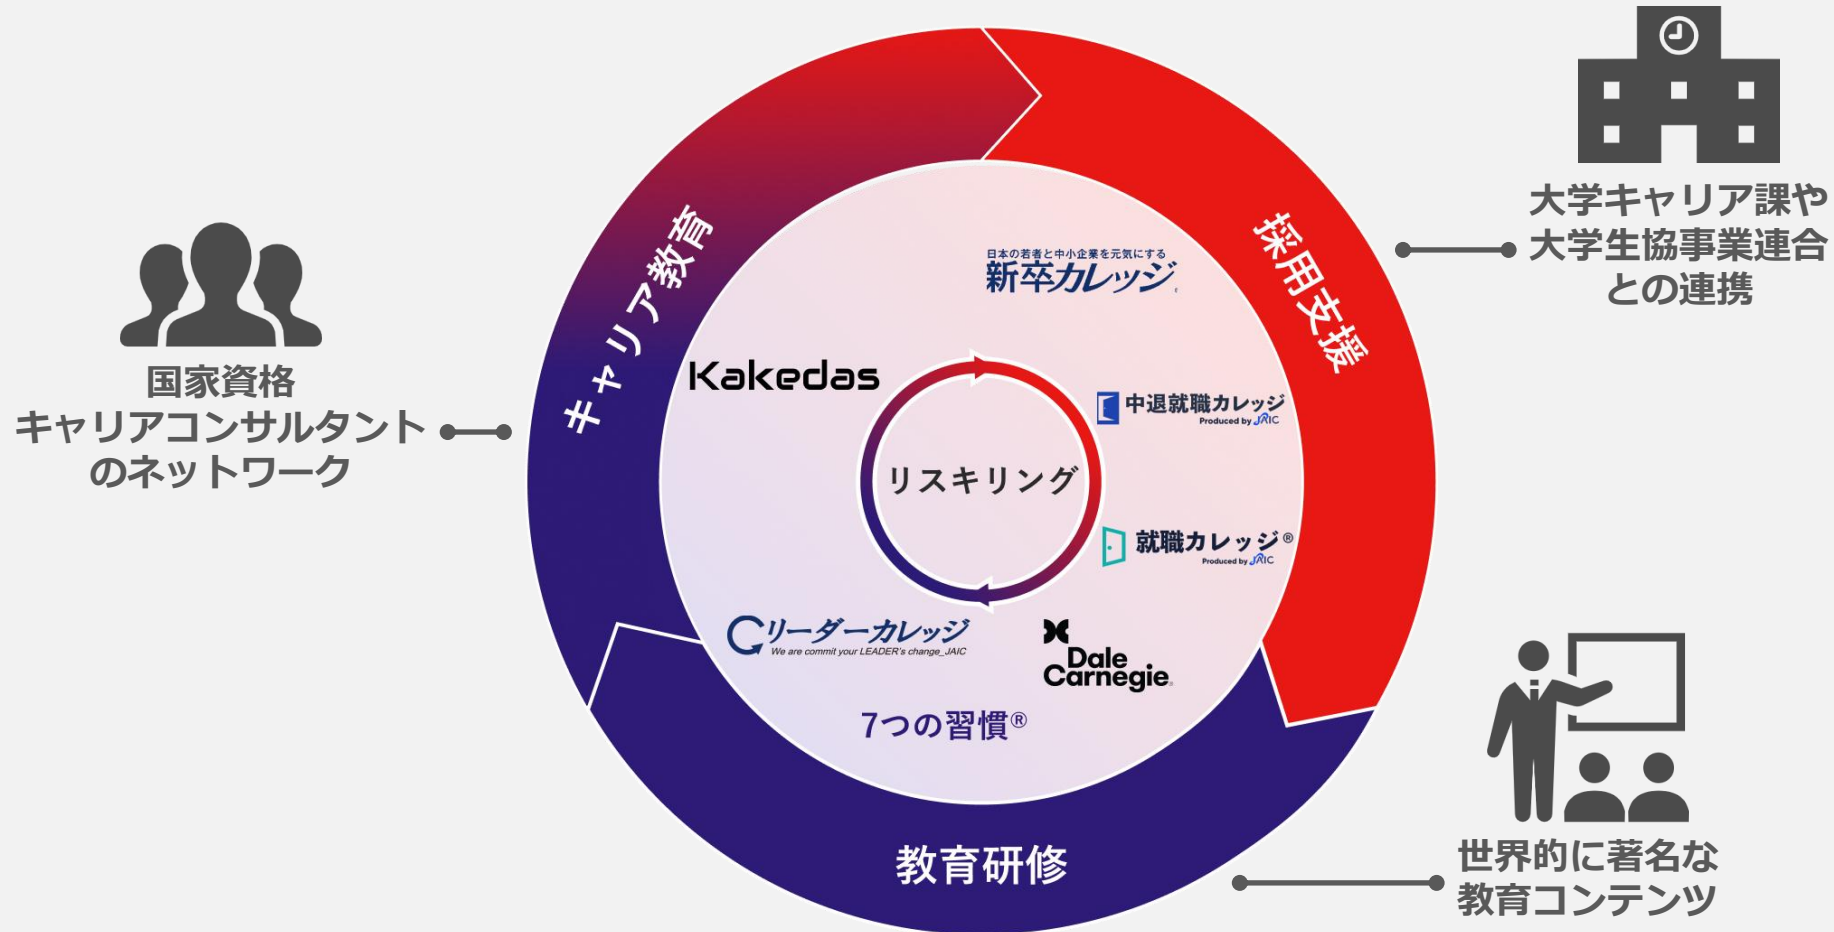 大学キャリア課や
大学生協事業連合
との連携
採用支援
キャリア教育
国家資格
キャリアコンサルタント
のネットワーク
日本の若者と中小企業を元気にする
新卒カレッジ
Kakedas
中退就職カレッジ
Produced by JAIC
リスキリング
就職カレッジ®
Produced by JAIC
リーダーカレッジ
We are commit your LEADER's change_JAIC
Dale
Carnegie
7つの習慣®
教育研修
世界的に著名な
教育コンテンツ